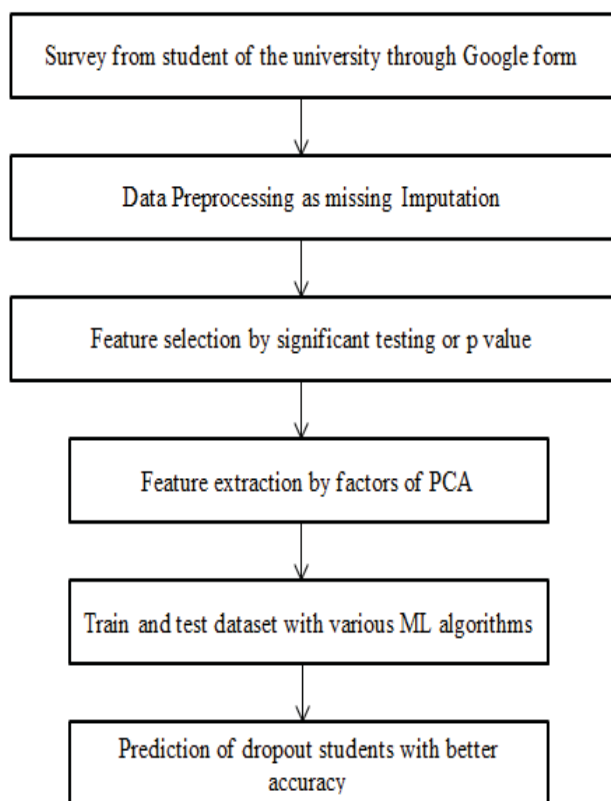 Survey from student of the university through Google form
Data Preprocessing as missing Imputation
Feature selection by significant testing or p value
Feature extraction by factors of PCA
Train and test dataset with various ML algorithms
Prediction of dropout students with better
accuracy